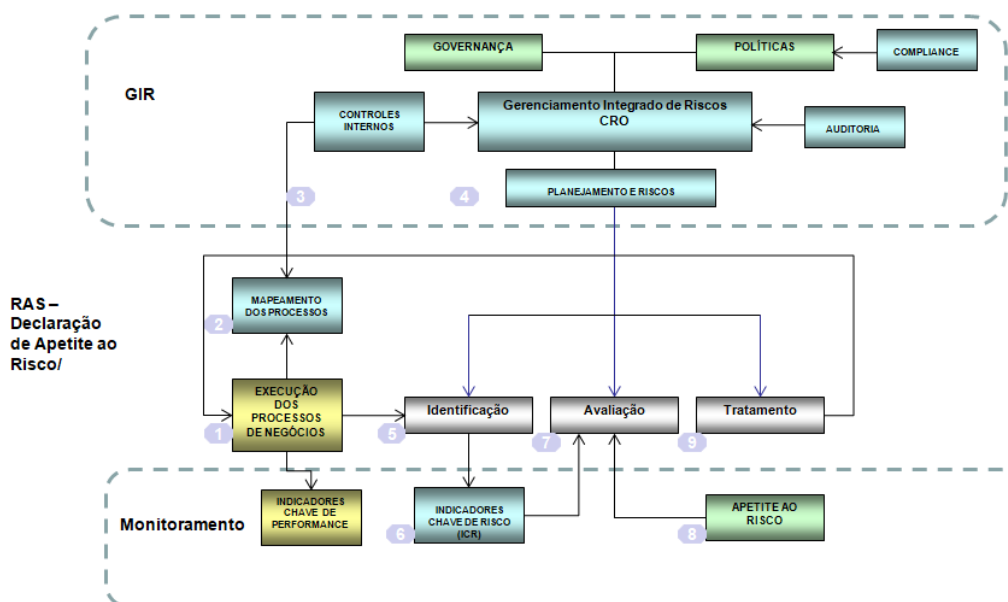 GOVERNANÇA
POLÍTICAS
COMPLIANCE
GIR
CONTROLES
INTERNOS
Gerenciamento Integrado de Riscos
CRO
AUDITORIA
3
4
PLANEJAMENTO E RISCOS
RAS –
Declaração
de Apetite ao
Risco/
MAPEAMENTO
DOS PROCESSOS
2
EXECUÇÃO
DOS
PROCESSOS
DE NEGÓCIOS
1
Identificação
5
Avaliação
7
Tratamento
9
Monitoramento
INDICADORES
CHAVE DE
PERFORMANCE
INDICADORES
CHAVE DE RISCO
(ICR)
6
APETITE AO
RISCO
8